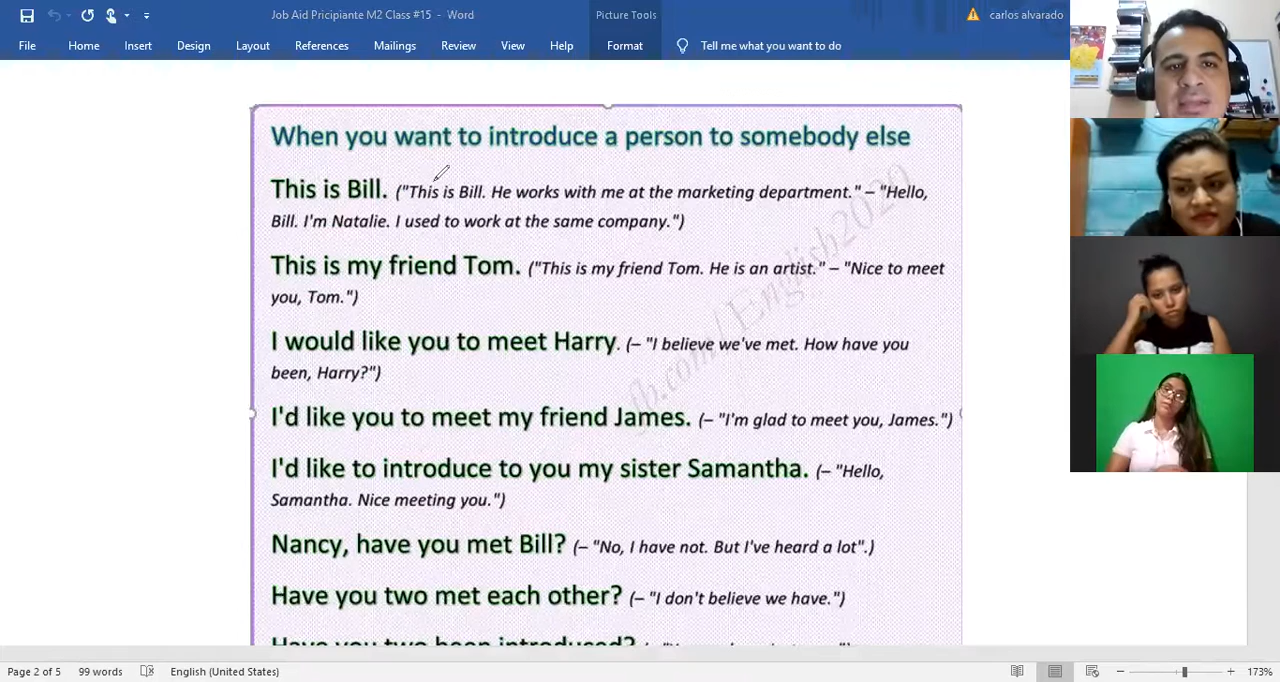 Job Aid Pricipiante M2 Class #15 - Word
Picture Tools
carlos alvarado
File Home Insert Design Layout References Mailings Review View Help Format Tell me what you want to do
When you want to introduce a person to somebody else
This is Bill. ("This is Bill. He works with me at the marketing department." – "Hello,
Bill. I'm Natalie. I used to work at the same company.")
This is my friend Tom. ("This is my friend Tom. He is an artist." – "Nice to meet
you, Tom.")
I would like you to meet Harry. (– "I believe we've met. How have you
been, Harry?")
I'd like you to meet my friend James. (– "I'm glad to meet you, James.")
I'd like to introduce to you my sister Samantha. (– "Hello,
Samantha. Nice meeting you.")
Nancy, have you met Bill? (– "No, I have not. But I've heard a lot".)
Have you two met each other? (– "I don't believe we have.")
Have you two been introduced?
fb.com/English2020
Page 2 of 5 99 words English (United States) 173%